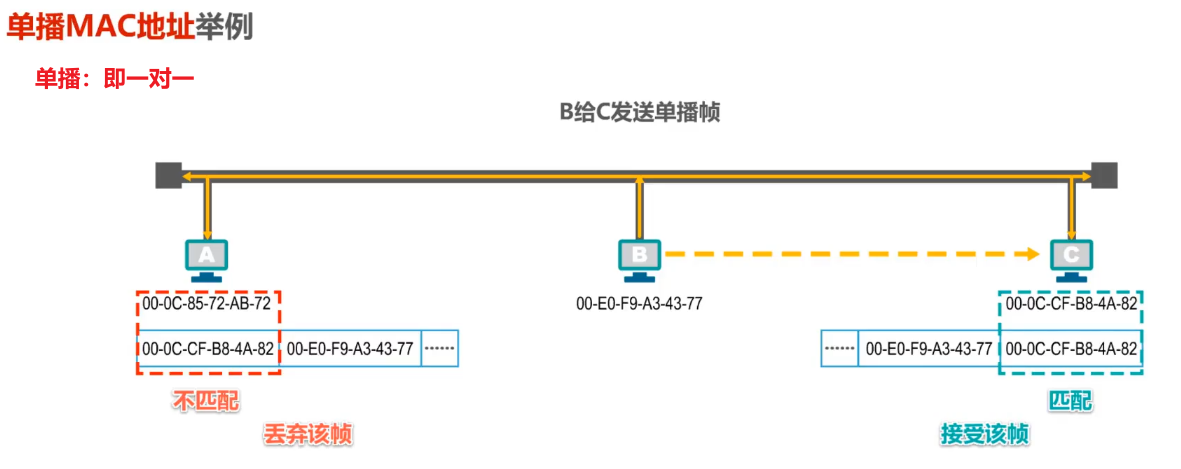 单播MAC地址举例
单播：即一对一
B给C发送单播帧
A
B
C
00-0C-85-72-AB-72
00-E0-F9-A3-43-77
00-0C-CF-B8-4A-82
00-0C-CF-B8-4A-82 00-E0-F9-A3-43-77 ······
······ 00-E0-F9-A3-43-77 00-0C-CF-B8-4A-82
不匹配
匹配
丢弃该帧
接受该帧